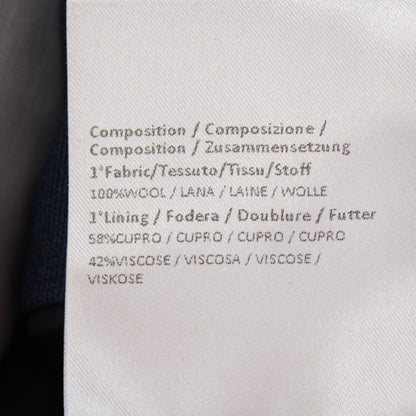 Composition / Composizione /
Composition / Zusammensetzung
1°Fabric/Tessuto/Tissu/Stoff
100%WOOL / LANA / LAINE / WOLLE
1°Lining / Fodera / Doublure / Futter
58%CUPRO / CUPRO / CUPRO / CUPRO
42%VISCOSE / VISCOSA / VISCOSE /
VISKOSE